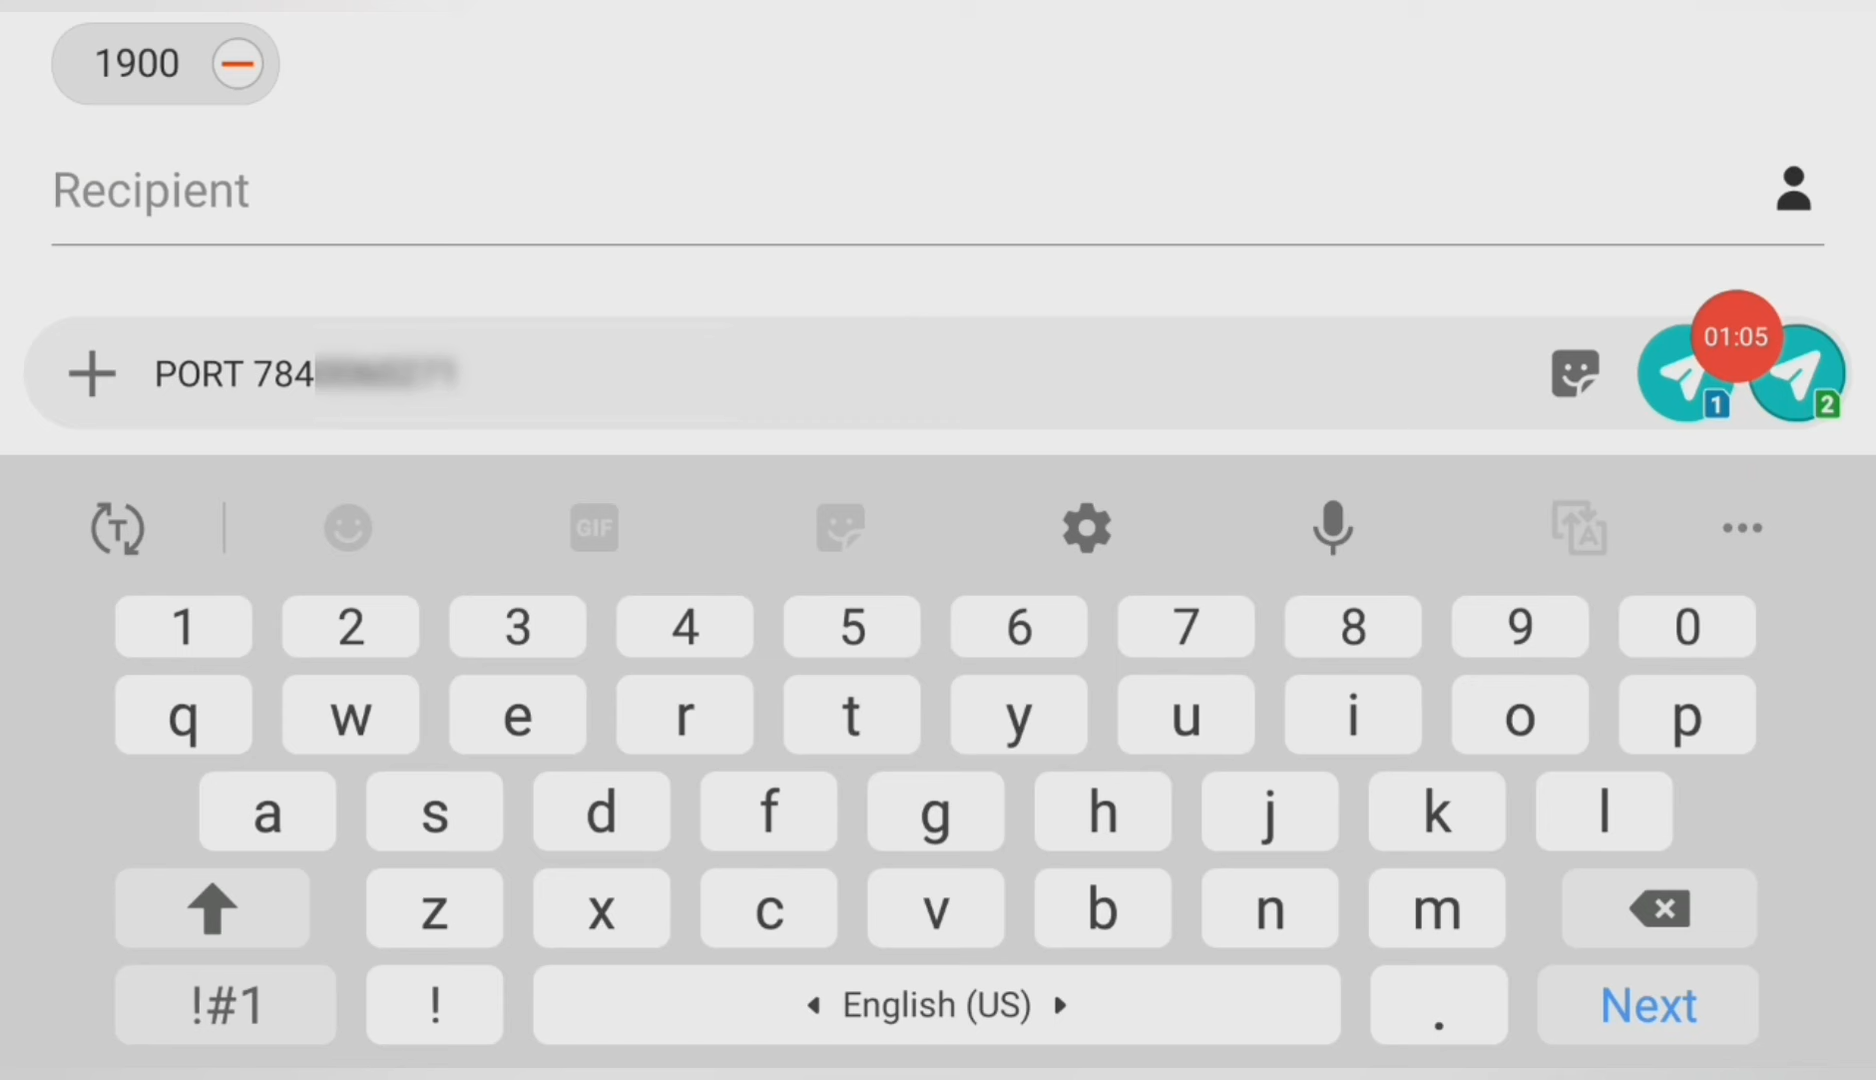 1900
Recipient
PORT 784
01:05
1
2
T
GIF
A
1 2 3 4 5 6 7 8 9 0
q w e r t y u i o p
a s d f g h j k l
z x c v b n m
!#1 ! English (US) . Next